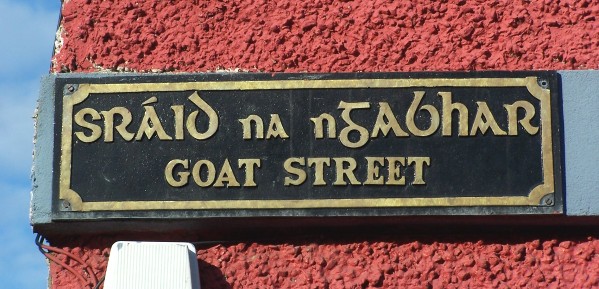 SRÁID NA NGABHAR
GOAT STREET